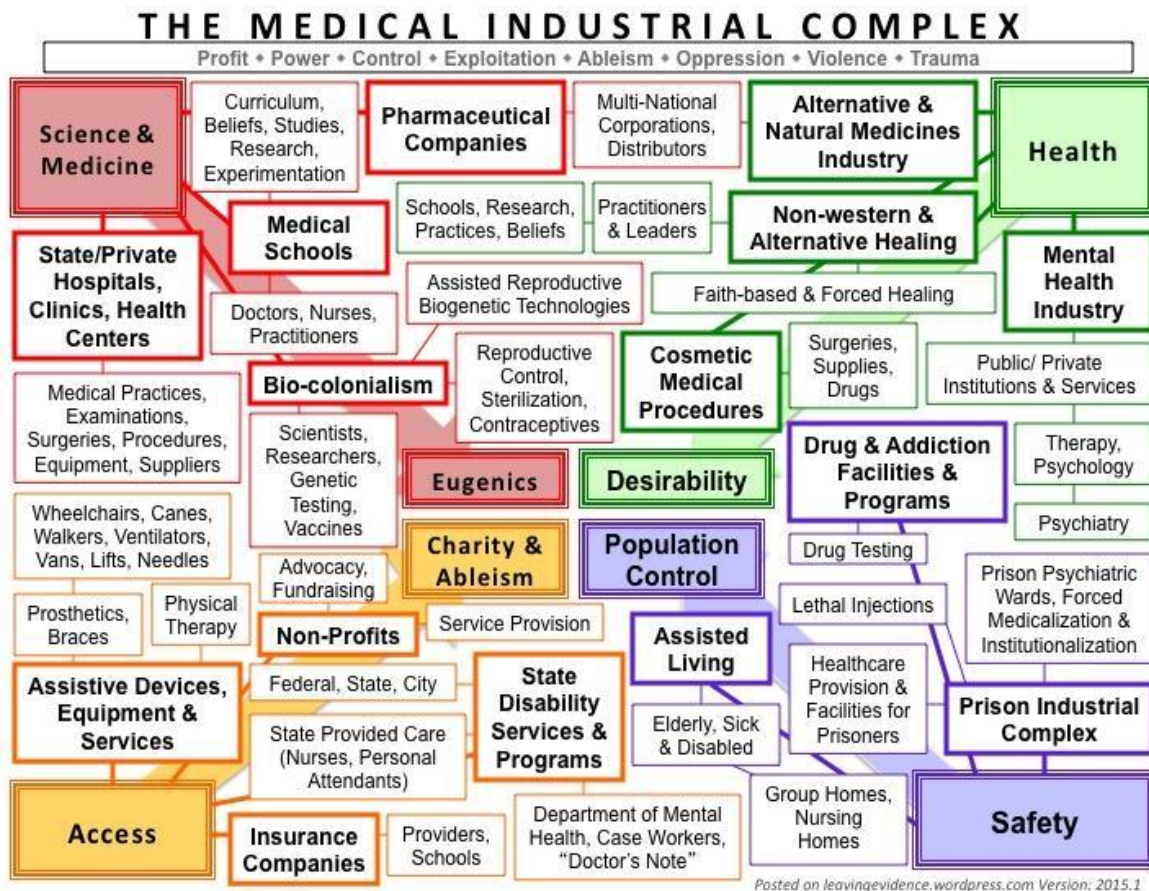 THE MEDICAL INDUSTRIAL COMPLEX
Profit • Power • Control • Exploitation • Ableism • Oppression • Violence • Trauma
Science &
Medicine
Curriculum,
Beliefs, Studies,
Research,
Experimentation
Pharmaceutical
Companies
Multi-National
Corporations,
Distributors
Alternative &
Natural Medicines
Industry
Health
Medical
Schools
Schools, Research,
Practices, Beliefs
Practitioners
& Leaders
Non-western &
Alternative Healing
State/Private
Hospitals,
Clinics, Health
Centers
Mental
Health
Industry
Doctors, Nurses,
Practitioners
Assisted Reproductive
Biogenetic Technologies
Faith-based & Forced Healing
Bio-colonialism
Reproductive
Control,
Sterilization,
Contraceptives
Cosmetic
Medical
Procedures
Surgeries,
Supplies,
Drugs
Public/ Private
Institutions & Services
Medical Practices,
Examinations,
Surgeries, Procedures,
Equipment, Suppliers
Scientists,
Researchers,
Genetic
Testing,
Vaccines
Eugenics
Desirability
Drug & Addiction
Facilities &
Programs
Therapy,
Psychology
Psychiatry
Wheelchairs, Canes,
Walkers, Ventilators,
Vans, Lifts, Needles
Charity &
Ableism
Population
Control
Drug Testing
Advocacy,
Fundraising
Prosthetics,
Braces
Physical
Therapy
Non-Profits
Service Provision
Assisted
Living
Lethal Injections
Prison Psychiatric
Wards, Forced
Medicalization &
Institutionalization
Assistive Devices,
Equipment &
Services
Federal, State, City
State
Disability
Services &
Programs
Healthcare
Provision &
Facilities for
Prisoners
Prison Industrial
Complex
State Provided Care
(Nurses, Personal
Attendants)
Elderly, Sick
& Disabled
Access
Insurance
Companies
Providers,
Schools
Department of Mental
Health, Case Workers,
“Doctor’s Note”
Group Homes,
Nursing
Homes
Safety
Posted on leavingevidence.wordpress.com Version: 2015.1